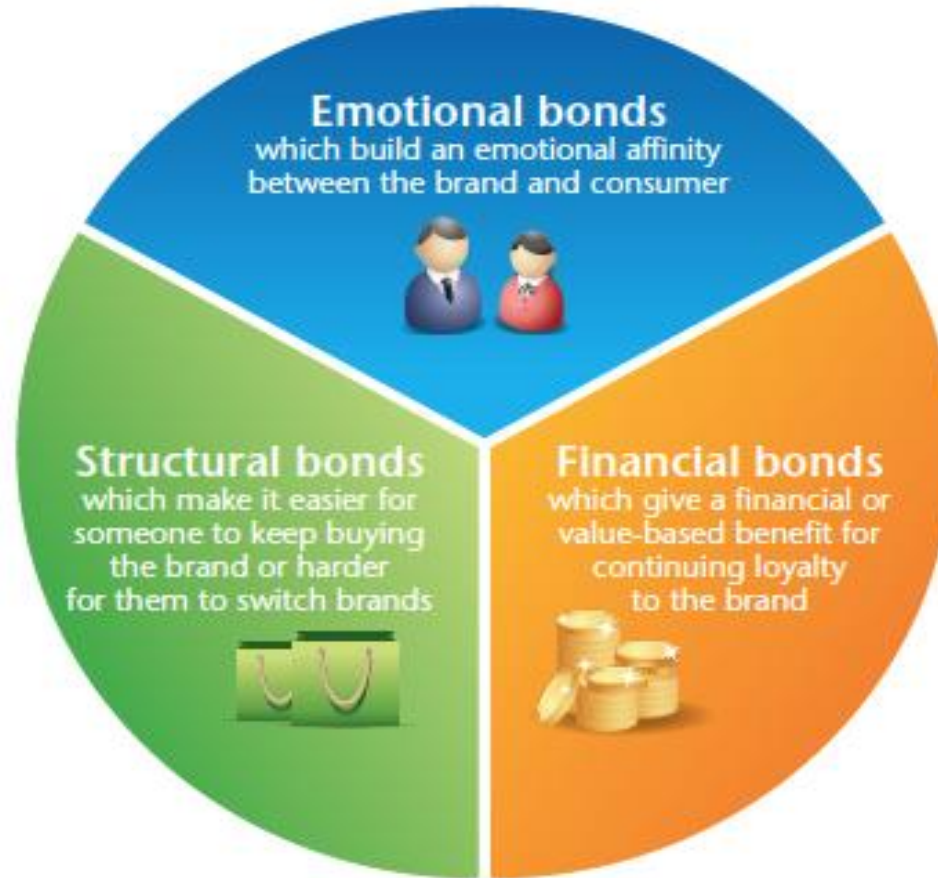 Emotional bonds
which build an emotional affinity
between the brand and consumer
Structural bonds
which make it easier for
someone to keep buying
the brand or harder
for them to switch brands
Financial bonds
which give a financial or
value-based benefit for
continuing loyalty
to the brand